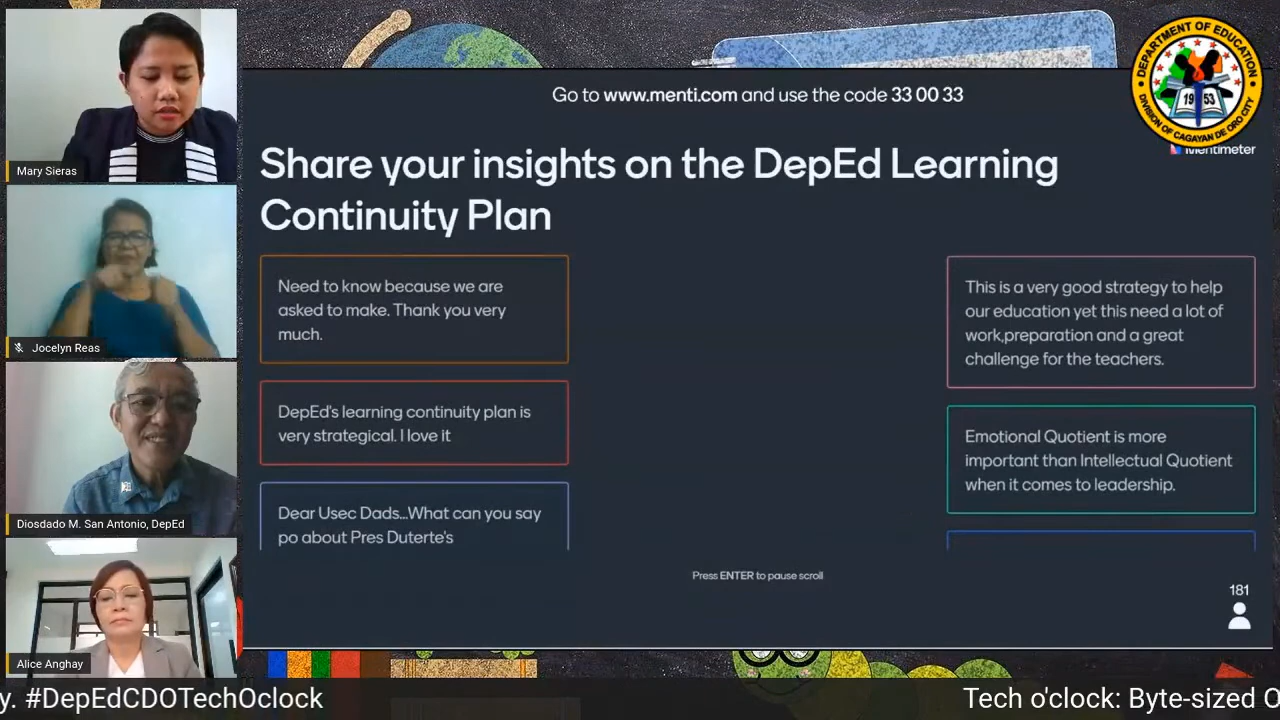 Mary Sieras
Jocelyn Reas
Diosdado M. San Antonio, DepEd
Alice Anghay
Go to www.menti.com and use the code 33 00 33
DEPARTMENT OF EDUCATION
1953
DIVISION OF CAGAYAN DE ORO CITY
Mentimeter
Share your insights on the DepEd Learning
Continuity Plan
Need to know because we are
asked to make. Thank you very
much.
DepEd's learning continuity plan is
very strategical. I love it
Dear Usec Dads...What can you say
po about Pres Duterte's
This is a very good strategy to help
our education yet this need a lot of
work,preparation and a great
challenge for the teachers.
Emotional Quotient is more
important than Intellectual Quotient
when it comes to leadership.
Press ENTER to pause scroll
181
y. #DepEdCDOTechOclock
Tech o'clock: Byte-sized O